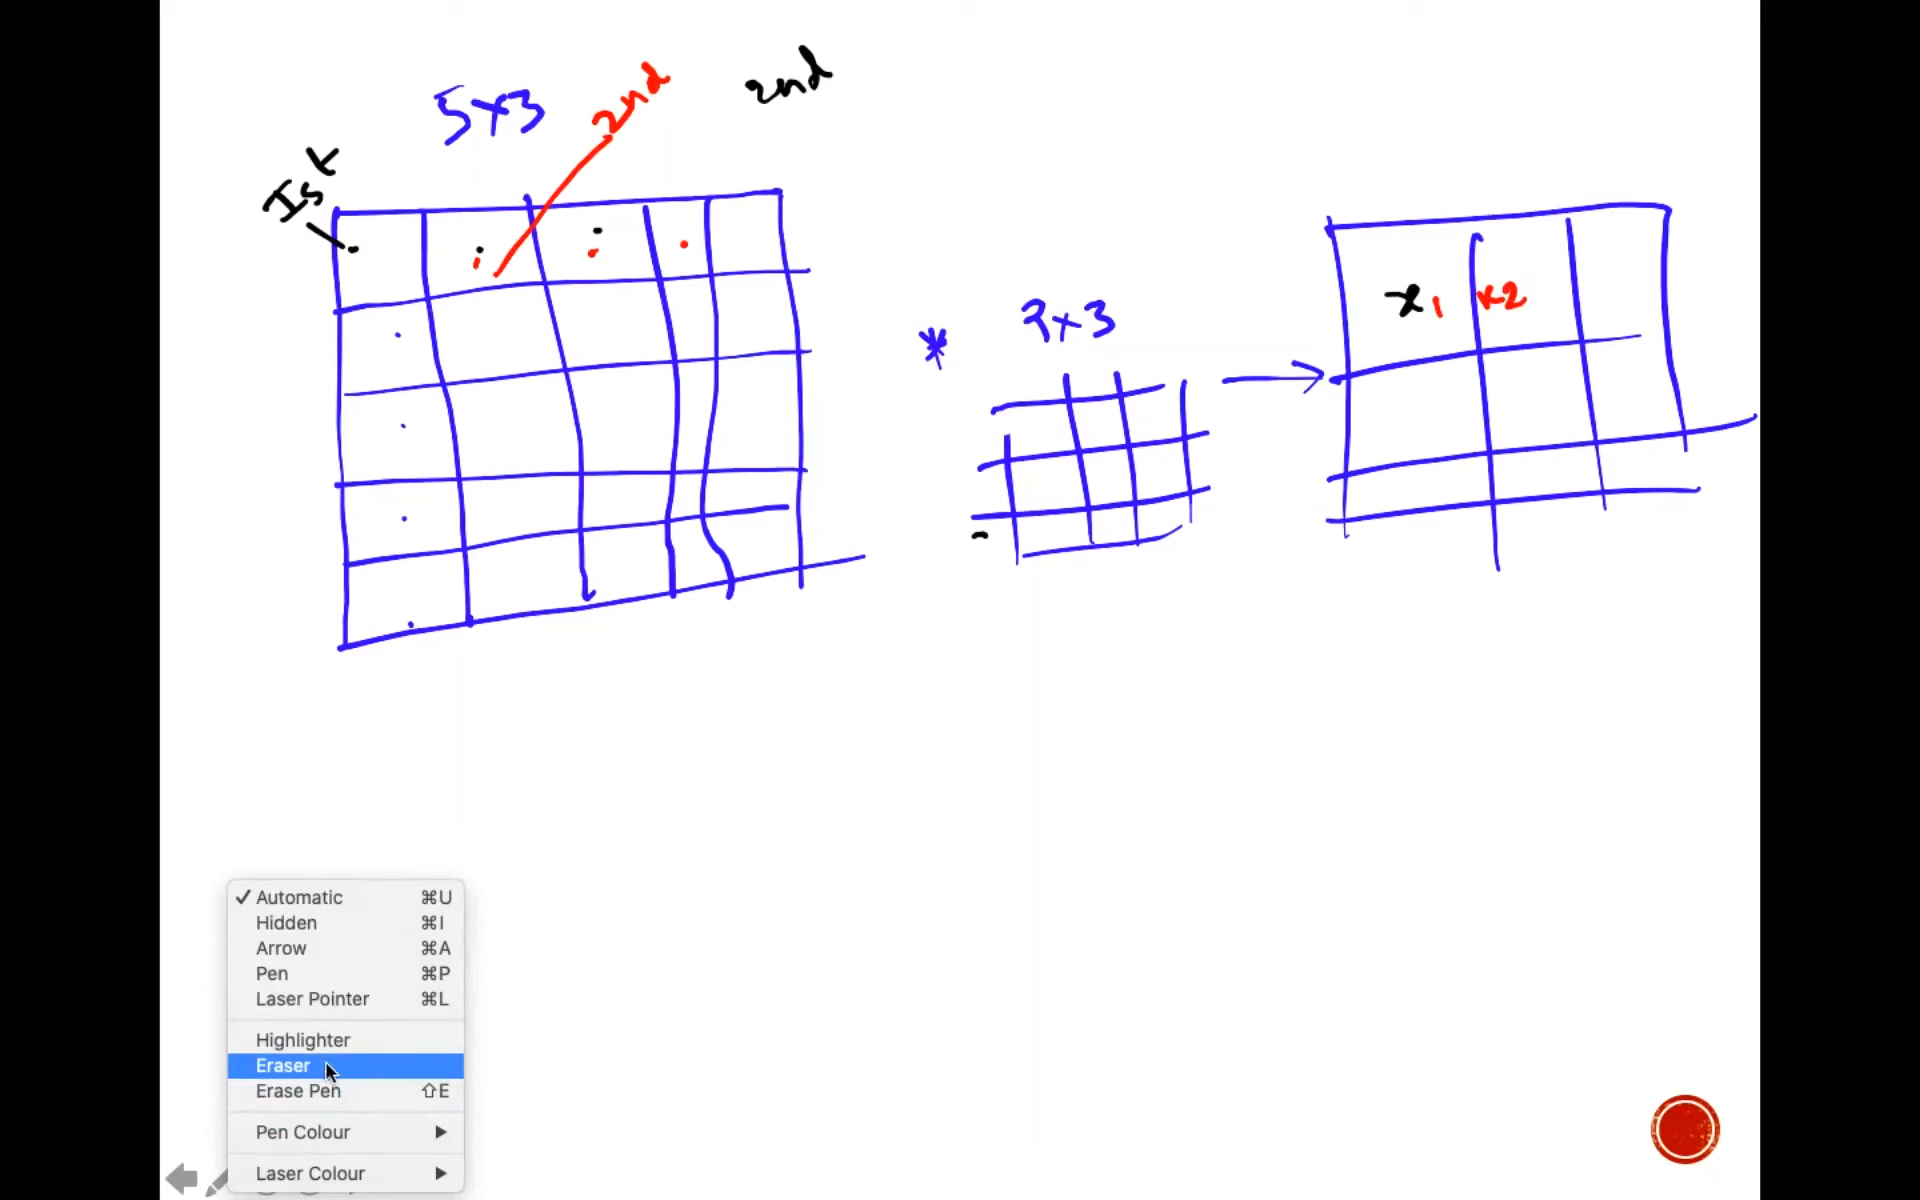 5x3
2nd
2nd
Ist
*
3x3
x1
x2
✓ Automatic ⌘U
Hidden ⌘I
Arrow ⌘A
Pen ⌘P
Laser Pointer ⌘L
Highlighter
Eraser
Erase Pen ⇧E
Pen Colour ▶
Laser Colour ▶